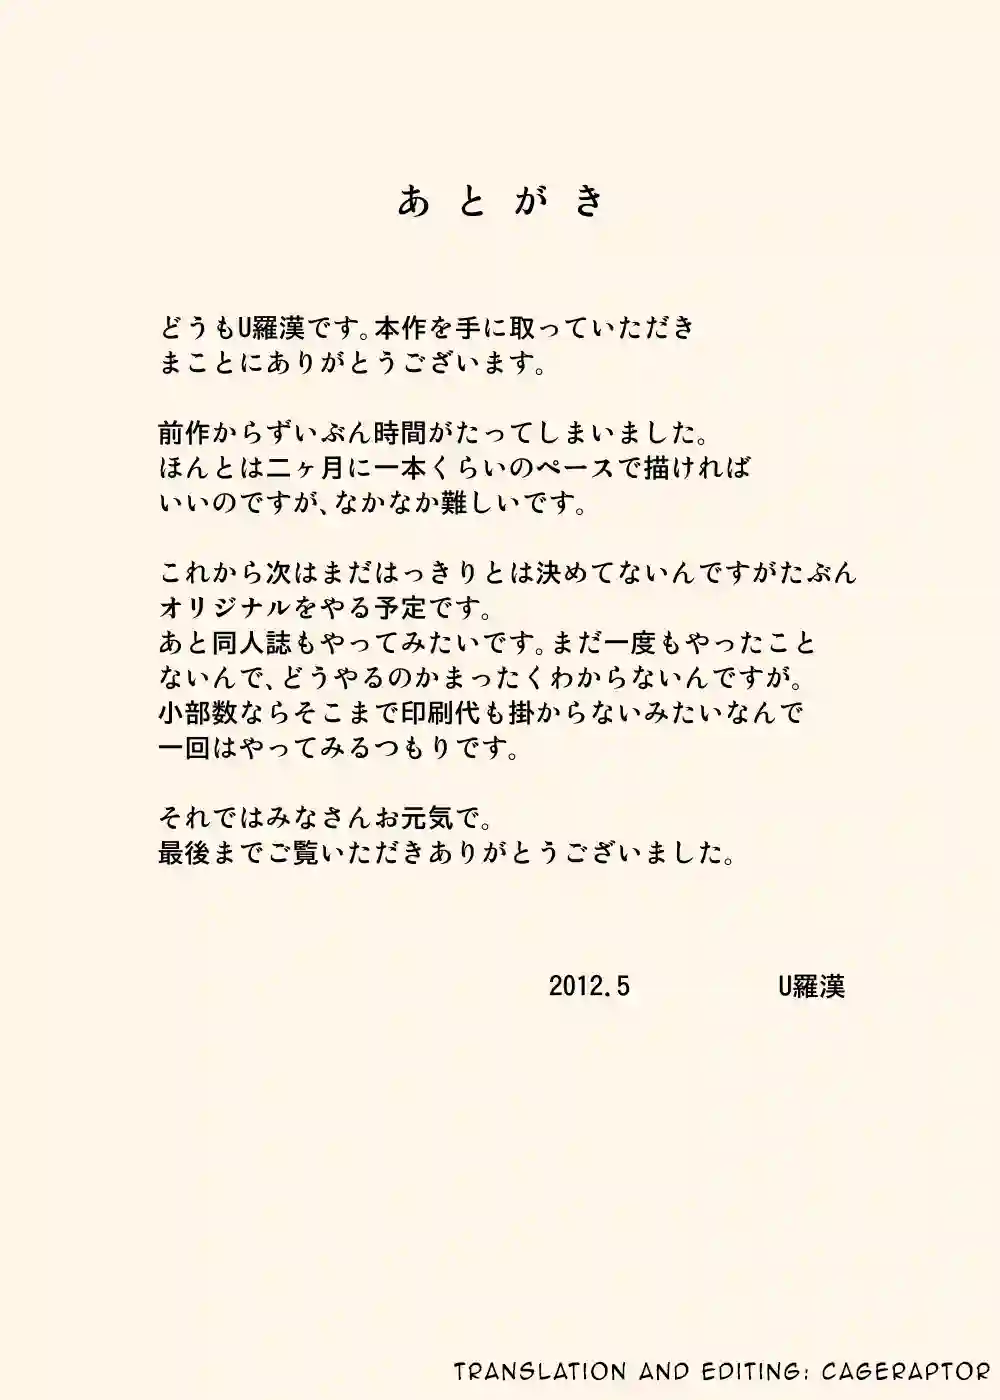 あとがき
どうもU羅漢です。本作を手に取っていただき
まことにありがとうございます。
前作からずいぶん時間がたってしまいました。
ほんとは二ヶ月に一本くらいのペースで描ければ
いいのですが、なかなか難しいです。
これから次はまだはっきりとは決めてないんですがたぶん
オリジナルをやる予定です。
あと同人誌もやってみたいです。まだ一度もやったこと
ないんで、どうやるのかまったくわからないんですが。
小部数ならそこまで印刷代も掛からないみたいなんで
一回はやってみるつもりです。
それではみなさんお元気で。
最後までご覧いただきありがとうございました。
2012.5 U羅漢
TRANSLATION AND EDITING: CAGERAPTOR